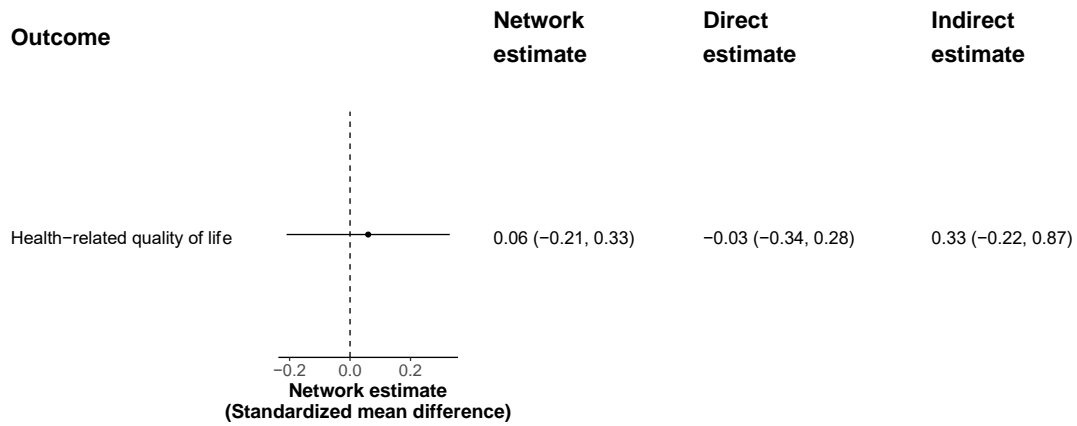 Outcome
Network
estimate
Direct
estimate
Indirect
estimate
Health−related quality of life
0.06 (−0.21, 0.33)
−0.03 (−0.34, 0.28)
0.33 (−0.22, 0.87)
−0.2
0.0
0.2
Network estimate
(Standardized mean difference)